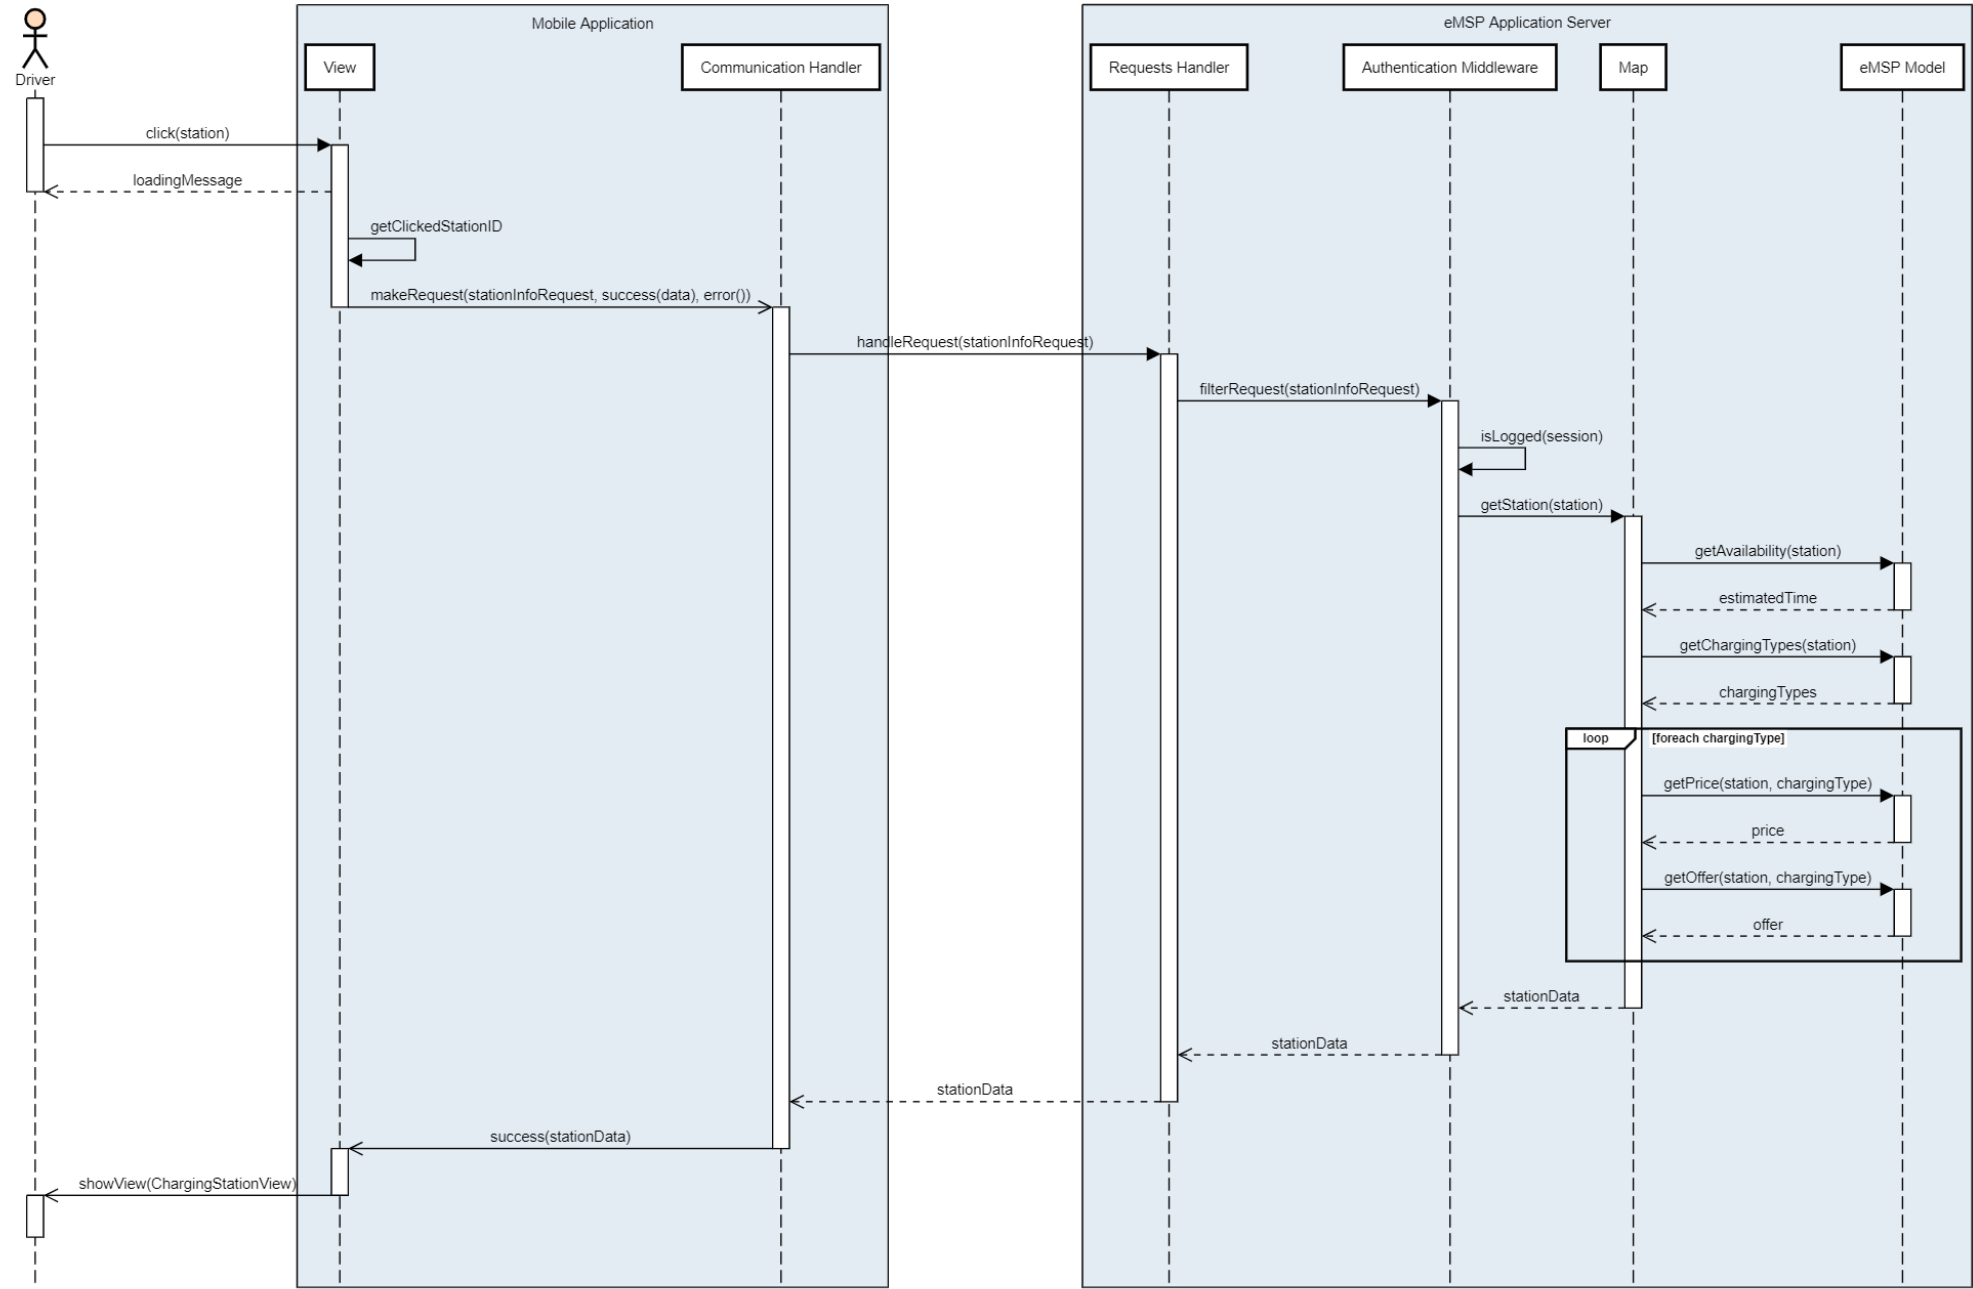 Mobile Application
eMSP Application Server
Driver
View
Communication Handler
Requests Handler
Authentication Middleware
Map
eMSP Model
click(station)
loadingMessage
getClickedStationID
makeRequest(stationInfoRequest, success(data), error())
handleRequest(stationInfoRequest)
filterRequest(stationInfoRequest)
isLogged(session)
getStation(station)
getAvailability(station)
estimatedTime
getChargingTypes(station)
chargingTypes
loop
[foreach chargingType]
getPrice(station, chargingType)
price
getOffer(station, chargingType)
offer
stationData
stationData
stationData
success(stationData)
showView(ChargingStationView)